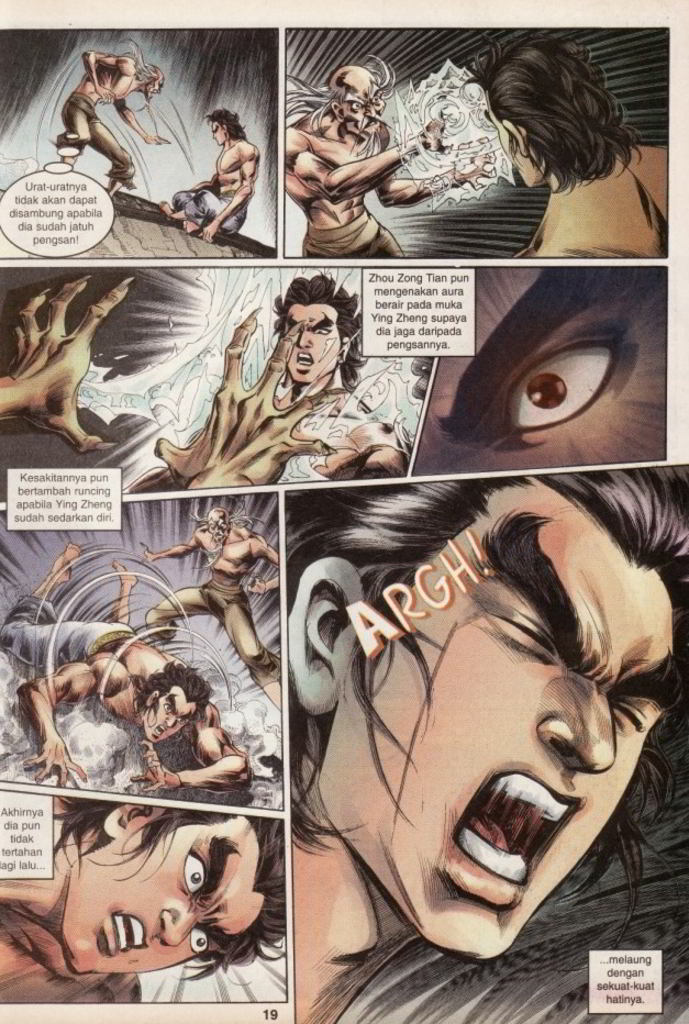 Urat-uratnya
tidak akan dapat
disambung apabila
dia sudah jatuh
pengsan!
Zhou Zong Tian pun
mengenakan aura
berair pada muka
Ying Zheng supaya
dia jaga daripada
pengsannya.
Kesakitannya pun
bertambah runcing
apabila Ying Zheng
sudah sedarkan diri.
ARGH!
Akhirnya
dia pun
tidak
tertahan
lagi lalu...
...melaung
dengan
sekuat-kuat
hatinya.
19